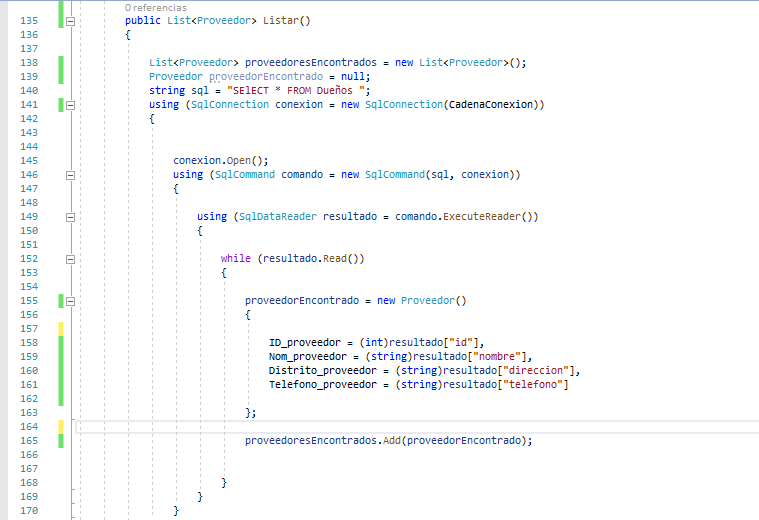 0 referencias
135 public List<Proveedor> Listar()
136 {
137
138 List<Proveedor> proveedoresEncontrados = new List<Proveedor>();
139 Proveedor proveedorEncontrado = null;
140 string sql = "SElECT * FROM Dueños ";
141 using (SqlConnection conexion = new SqlConnection(CadenaConexion))
142 {
143
144
145 conexion.Open();
146 using (SqlCommand comando = new SqlCommand(sql, conexion))
147 {
148
149 using (SqlDataReader resultado = comando.ExecuteReader())
150 {
151
152 while (resultado.Read())
153 {
154
155 proveedorEncontrado = new Proveedor()
156 {
157
158 ID_proveedor = (int)resultado["id"],
159 Nom_proveedor = (string)resultado["nombre"],
160 Distrito_proveedor = (string)resultado["direccion"],
161 Telefono_proveedor = (string)resultado["telefono"]
162
163 };
164
165 proveedoresEncontrados.Add(proveedorEncontrado);
166
167
168 }
169 }
170 }